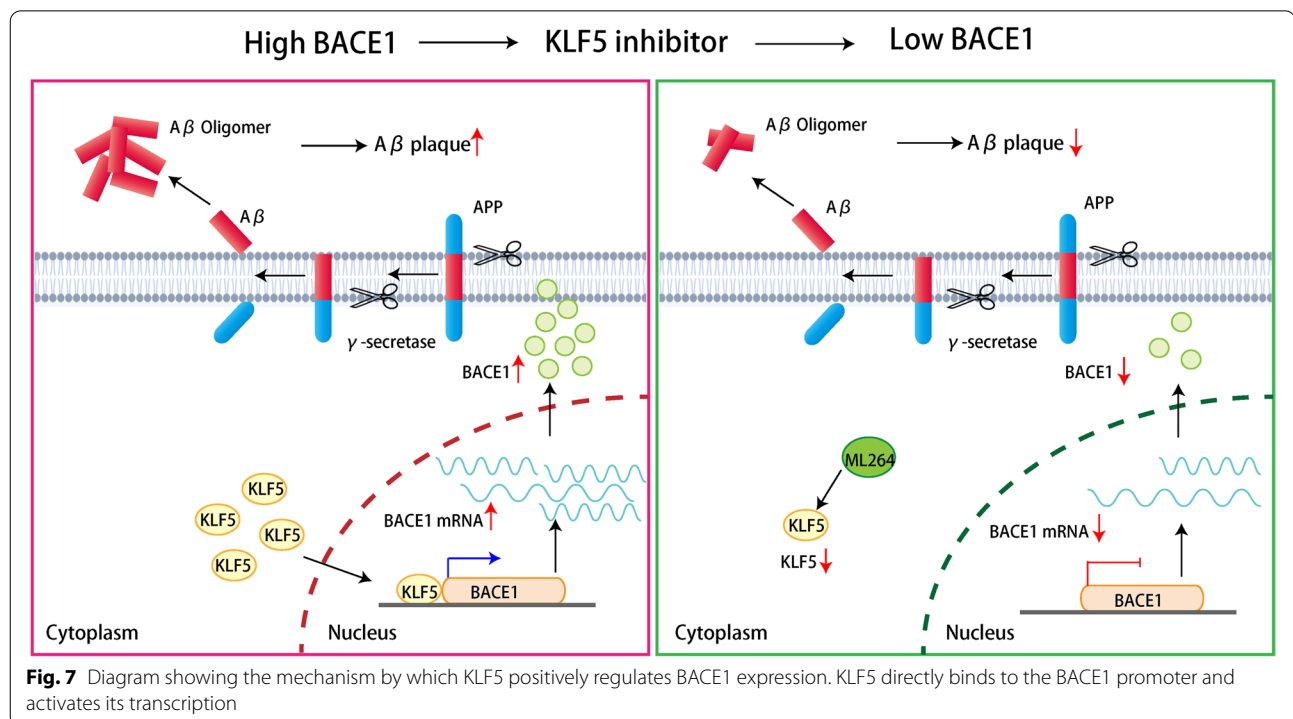 High BACE1 KLF5 inhibitor Low BACE1
Aβ Oligomer
Aβ plaque
Aβ
APP
γ-secretase
BACE1
KLF5
KLF5
KLF5
KLF5
BACE1 mRNA
KLF5
BACE1
Cytoplasm
Nucleus
Aβ Oligomer
Aβ plaque
Aβ
APP
γ-secretase
BACE1
ML264
KLF5
KLF5
BACE1 mRNA
BACE1
Cytoplasm
Nucleus
Fig. 7 Diagram showing the mechanism by which KLF5 positively regulates BACE1 expression. KLF5 directly binds to the BACE1 promoter and
activates its transcription